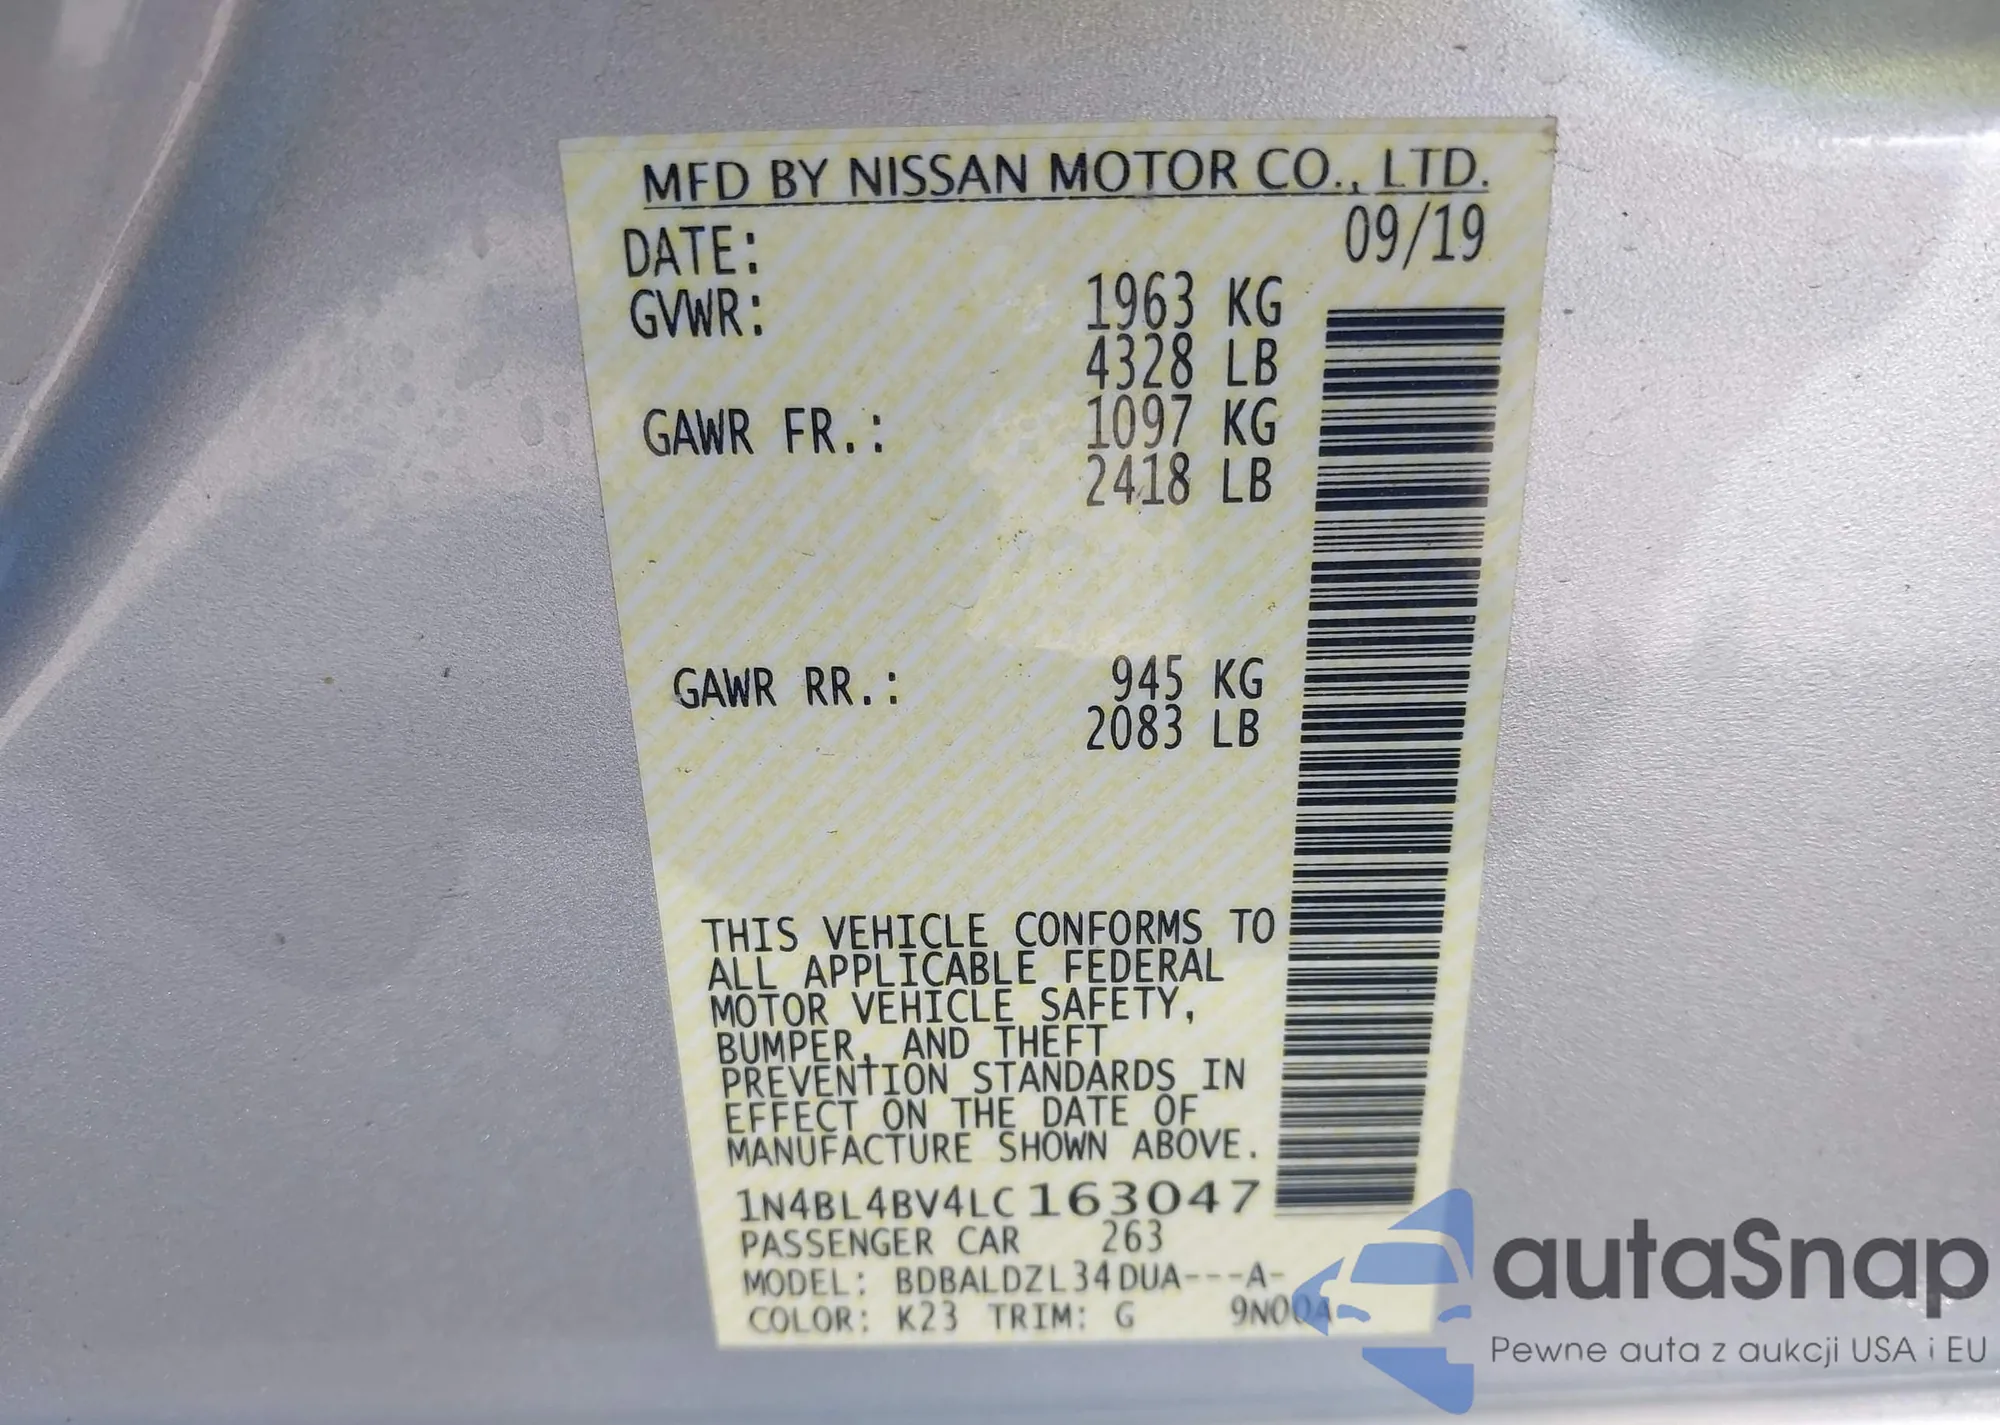 MFD BY NISSAN MOTOR CO., LTD.
DATE: 09/19
GVWR: 1963 KG
4328 LB
GAWR FR.: 1097 KG
2418 LB
GAWR RR.: 945 KG
2083 LB
THIS VEHICLE CONFORMS TO
ALL APPLICABLE FEDERAL
MOTOR VEHICLE SAFETY,
BUMPER, AND THEFT
PREVENTION STANDARDS IN
EFFECT ON THE DATE OF
MANUFACTURE SHOWN ABOVE.
1N4BL4BV4LC163047
PASSENGER CAR 263
MODEL: BDBALDZL34DUA---A-
COLOR: K23 TRIM: G 9N00A
autaSnap
Pewne auta z aukcji USA i EU